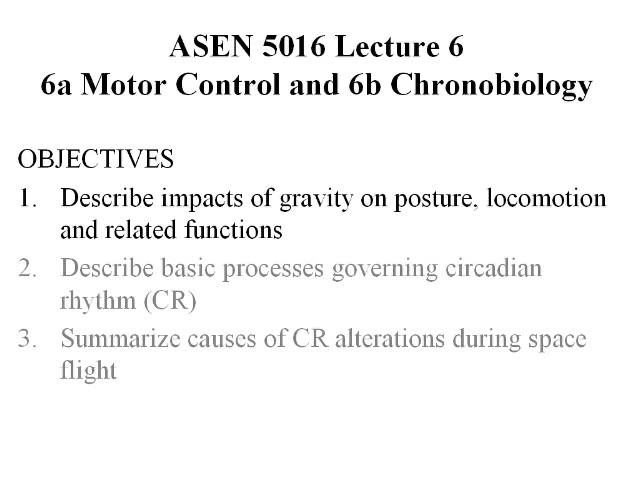 ASEN 5016 Lecture 6
6a Motor Control and 6b Chronobiology
OBJECTIVES
1. Describe impacts of gravity on posture, locomotion
and related functions
2. Describe basic processes governing circadian
rhythm (CR)
3. Summarize causes of CR alterations during space
flight